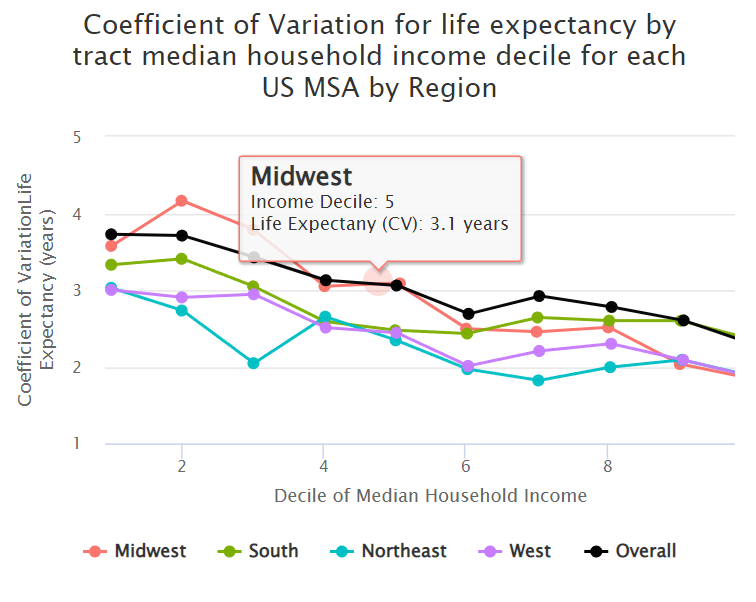 Coefficient of Variation for life expectancy by
tract median household income decile for each
US MSA by Region
Coefficient of VariationLife
Expectancy (years)
5
4
3
2
1
Midwest
Income Decile: 5
Life Expectany (CV): 3.1 years
2
4
6
8
Decile of Median Household Income
Midwest
South
Northeast
West
Overall